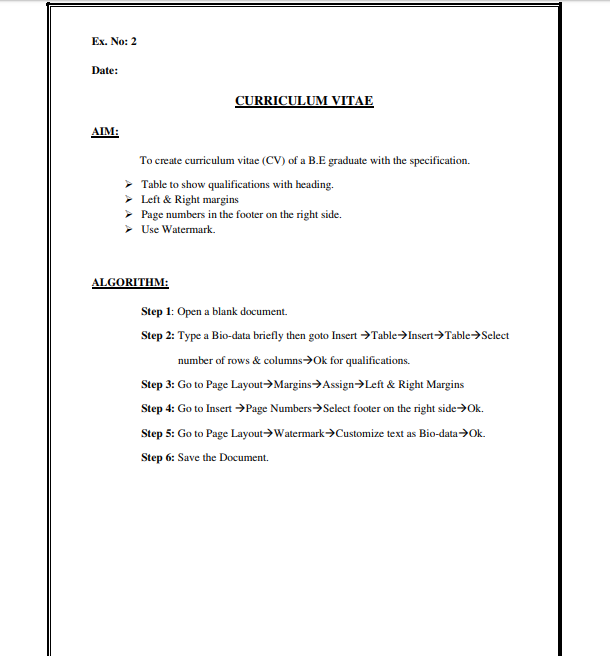 Ex. No: 2
Date:
CURRICULUM VITAE
AIM:
To create curriculum vitae (CV) of a B.E graduate with the specification.
➢ Table to show qualifications with heading.
➢ Left & Right margins
➢ Page numbers in the footer on the right side.
➢ Use Watermark.
ALGORITHM:
Step 1: Open a blank document.
Step 2: Type a Bio-data briefly then goto Insert →Table→Insert→Table→Select
number of rows & columns→Ok for qualifications.
Step 3: Go to Page Layout→Margins→Assign→Left & Right Margins
Step 4: Go to Insert →Page Numbers→Select footer on the right side→Ok.
Step 5: Go to Page Layout→Watermark→Customize text as Bio-data→Ok.
Step 6: Save the Document.